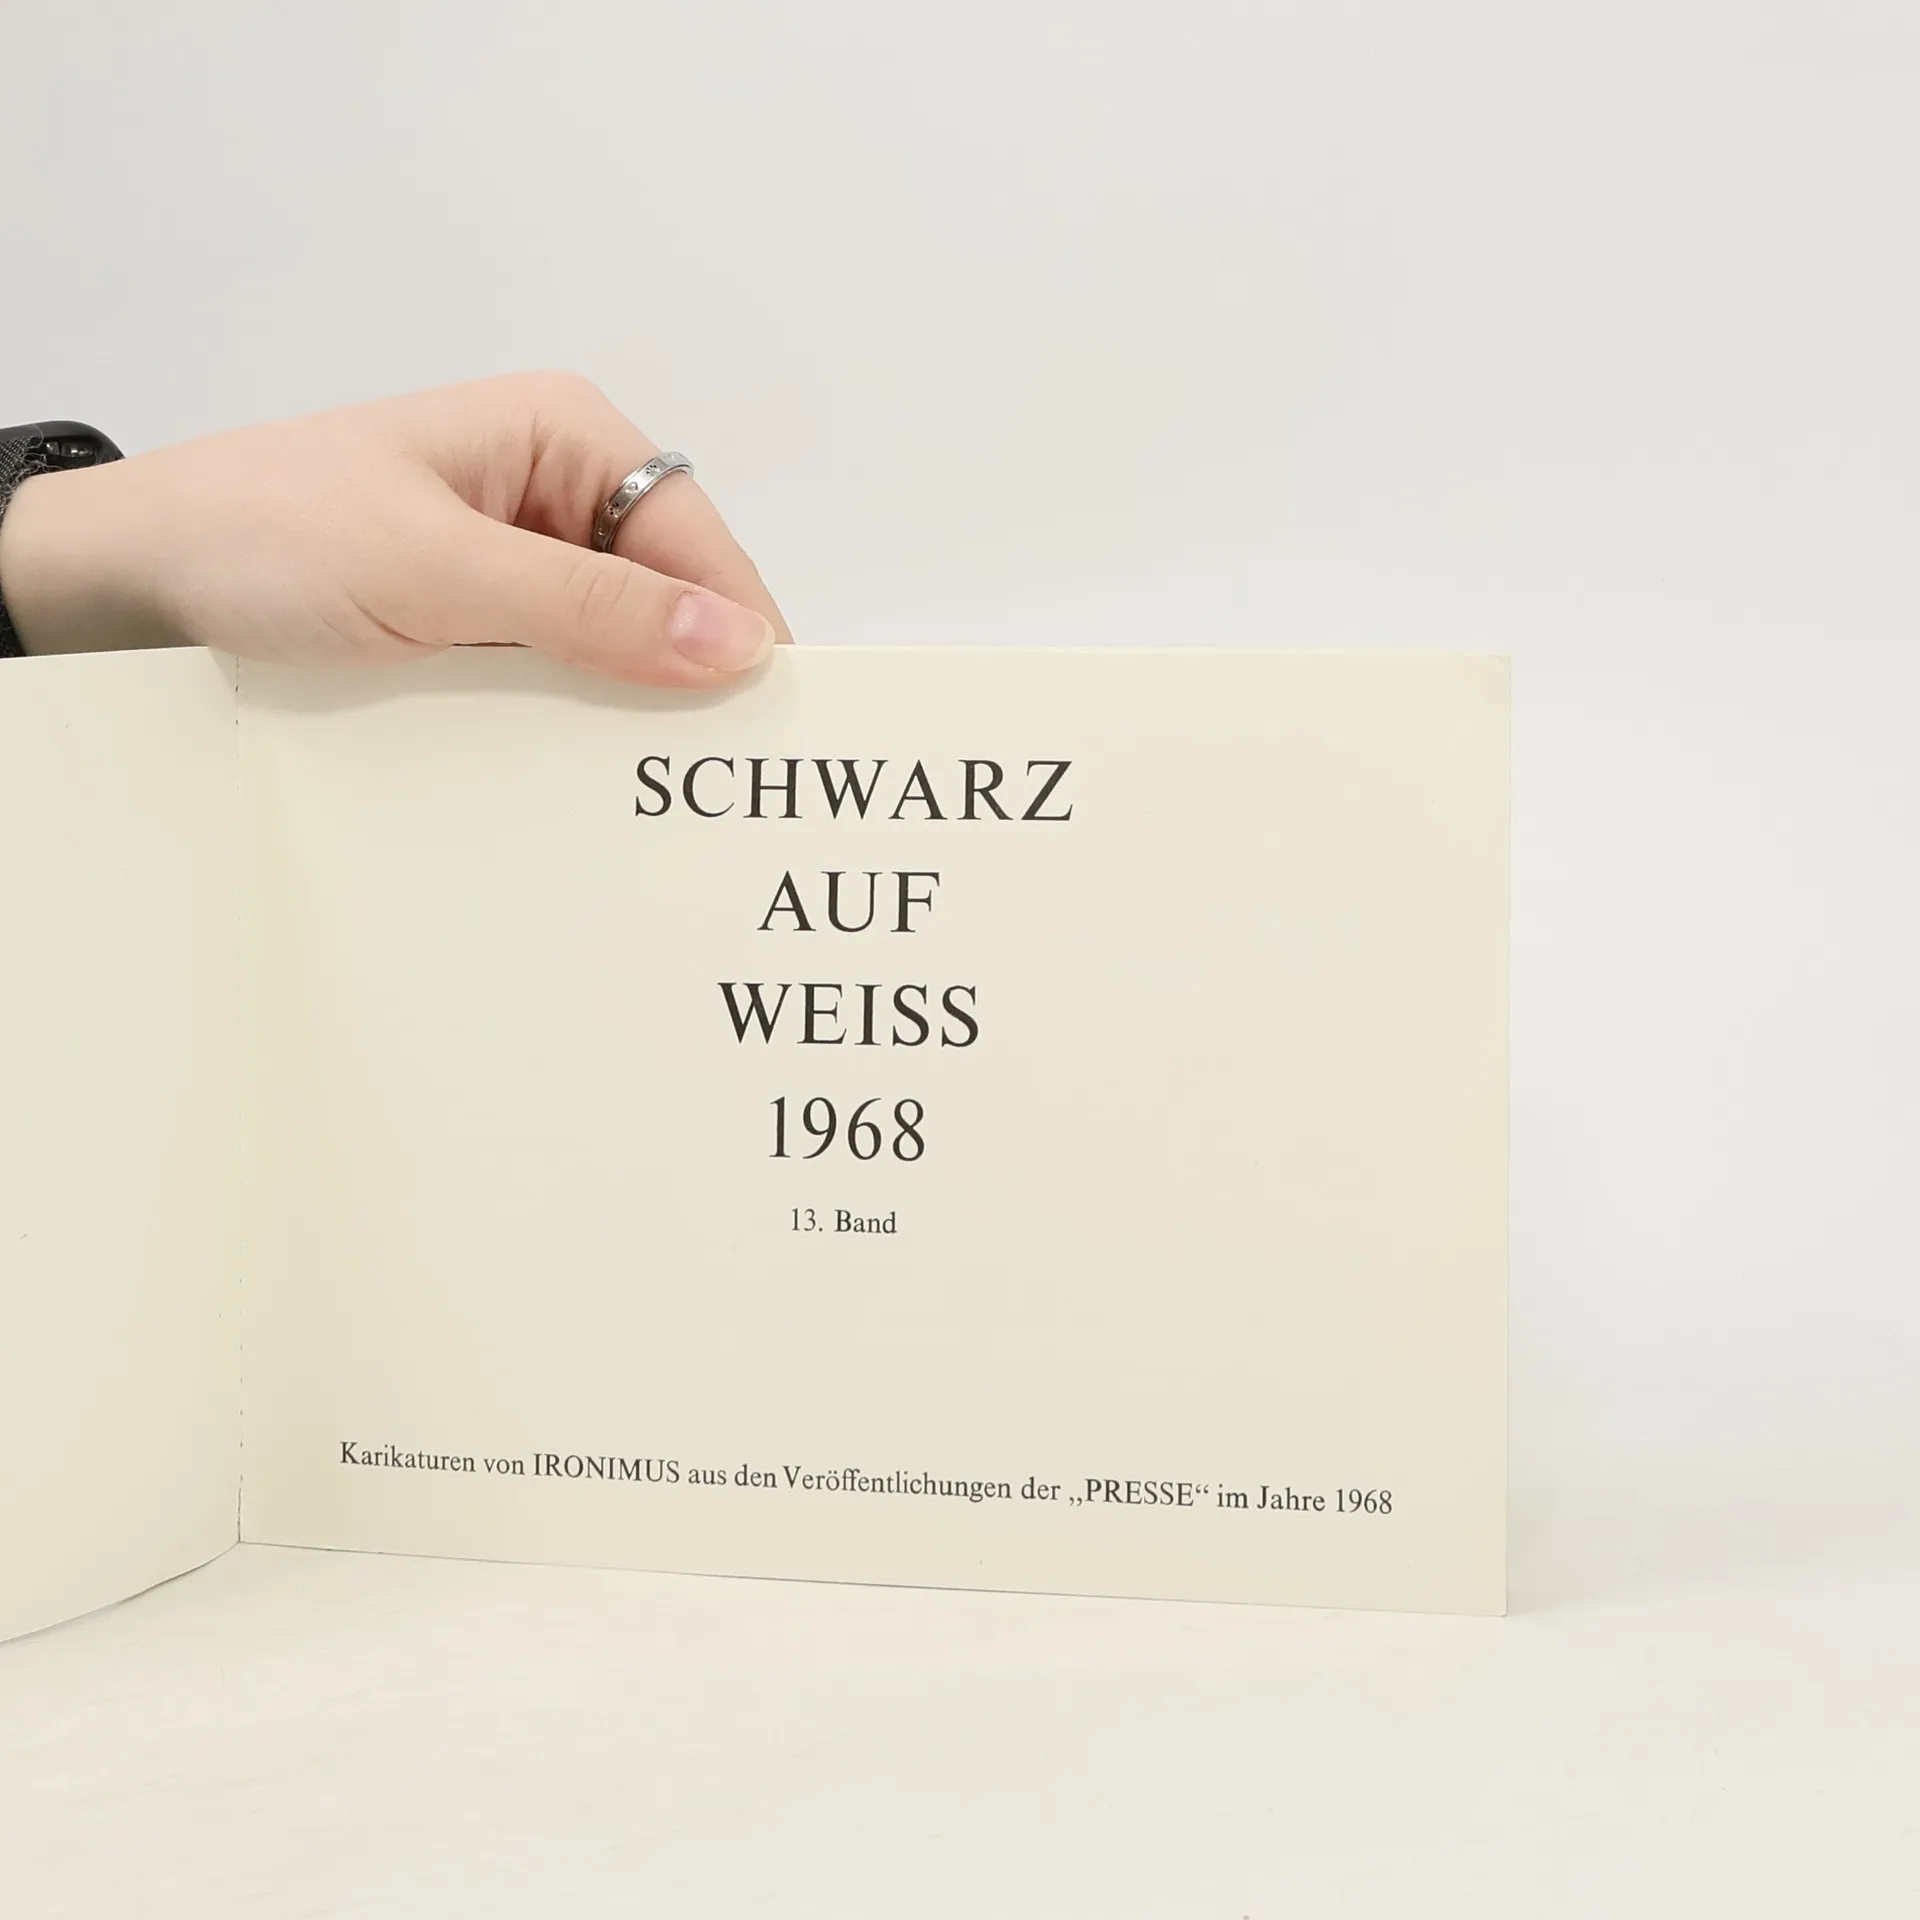 SCHWARZ
AUF
WEISS
1968
13. Band
Karikaturen von IRONIMUS aus den Veröffentlichungen der „PRESSE“ im Jahre 1968